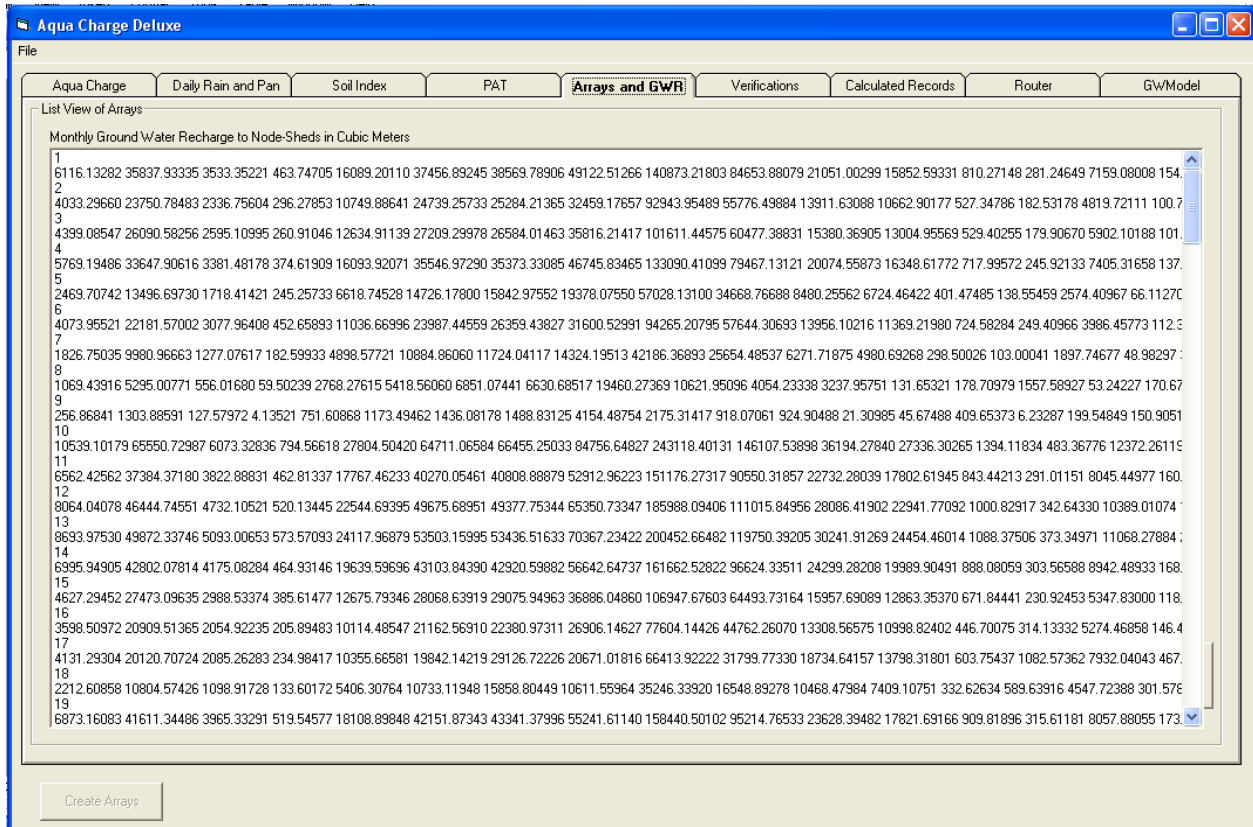 Aqua Charge Deluxe
File
Aqua Charge Daily Rain and Pan Soil Index PAT Arrays and GWR Verifications Calculated Records Router GWModel
List View of Arrays
Monthly Ground Water Recharge to Node-Sheds in Cubic Meters
1
6116.13282 35837.93335 3533.35221 463.74705 16089.20110 37456.89245 38569.78906 49122.51266 140873.21803 84653.88079 21051.00299 15852.59331 810.27148 281.24649 7159.08008 154.
2
4033.29660 23750.78483 2336.75604 296.27853 10749.88641 24739.25733 25284.21365 32459.17657 92943.95489 55776.49884 13911.63088 10662.90177 527.34786 182.53178 4819.72111 100.7
3
4399.08547 26090.58256 2595.10995 260.91046 12634.91139 27209.29978 26584.01463 35816.21417 101611.44575 60477.38831 15380.36905 13004.95569 529.40255 179.90670 5902.10188 101.
4
5769.19486 33647.90616 3381.48178 374.61909 16093.92071 35546.97290 35373.33085 46745.83465 133090.41099 79467.13121 20074.55873 16348.61772 717.99572 245.92133 7405.31658 137.
5
2469.70742 13496.69730 1718.41421 245.25733 6618.74528 14726.17800 15842.97552 19378.07550 57028.13100 34668.76688 8480.25562 6724.46422 401.47485 138.55459 2574.40967 66.11270
6
4073.95521 22181.57002 3077.96408 452.65893 11036.66996 23987.44559 26359.43827 31600.52991 94265.20795 57644.30693 13956.10216 11369.21980 724.58284 249.40966 3986.45773 112.3
7
1826.75035 9980.96663 1277.07617 182.59933 4898.57721 10884.86060 11724.04117 14324.19513 42186.36893 25654.48537 6271.71875 4980.69268 298.50026 103.00041 1897.74677 48.98297
8
1069.43916 5295.00771 556.01680 59.50239 2768.27615 5418.56060 6851.07441 6630.68517 19460.27369 10621.95096 4054.23338 3237.95751 131.65321 178.70979 1557.58927 53.24227 170.67
9
256.86841 1303.88591 127.57972 4.13521 751.60868 1173.49462 1436.08178 1488.83125 4154.48754 2175.31417 918.07061 924.90488 21.30985 45.67488 409.65373 6.23287 199.54849 150.9051
10
10539.10179 65550.72987 6073.32836 794.56618 27804.50420 64711.06584 66455.25033 84756.64827 243118.40131 146107.53898 36194.27840 27336.30265 1394.11834 483.36776 12372.26119
11
6562.42562 37384.37180 3822.88831 462.81337 17767.46233 40270.05461 40808.88879 52912.96223 151176.27317 90550.31857 22732.28039 17802.61945 843.44213 291.01151 8045.44977 160.
12
8064.04078 46444.74551 4732.10521 520.13445 22544.69395 49675.68951 49377.75344 65350.73347 185988.09406 111015.84956 28086.41902 22941.77092 1000.82917 342.64330 10389.01074
13
8693.97530 49872.33746 5093.00653 573.57093 24117.96879 53503.15995 53436.51633 70367.23422 200452.66482 119750.39205 30241.91269 24454.46014 1088.37506 373.34971 11068.27884
14
6995.94905 42802.07814 4175.08284 464.93146 19639.59696 43103.84390 42920.59882 56642.64737 161662.52822 96624.33511 24299.28208 19989.90491 888.08059 303.56588 8942.48933 168.
15
4627.29452 27473.09635 2988.53374 385.61477 12675.79346 28068.63919 29075.94963 36886.04860 106947.67603 64493.73164 15957.69089 12863.35370 671.84441 230.92453 5347.83000 118.
16
3598.50972 20909.51365 2054.92235 205.89483 10114.48547 21162.56910 22380.97311 26906.14627 77604.14426 44762.26070 13308.56575 10998.82402 446.70075 314.13332 5274.46858 146.4
17
4131.29304 20120.70724 2085.26283 234.98417 10355.66581 19842.14219 29126.72226 20671.01816 66413.92222 31799.77330 18734.64157 13798.31801 603.75437 1082.57362 7932.04043 467.
18
2212.60858 10804.57426 1098.91728 133.60172 5406.30764 10733.11948 15858.80449 10611.55964 35246.33920 16548.89278 10468.47984 7409.10751 332.62634 589.63916 4547.72388 301.578
19
6873.16083 41611.34486 3965.33291 519.54577 18108.89848 42151.87343 43341.37996 55241.61140 158440.50102 95214.76533 23628.39482 17821.69166 909.81896 315.61181 8057.88055 173.
Create Arrays